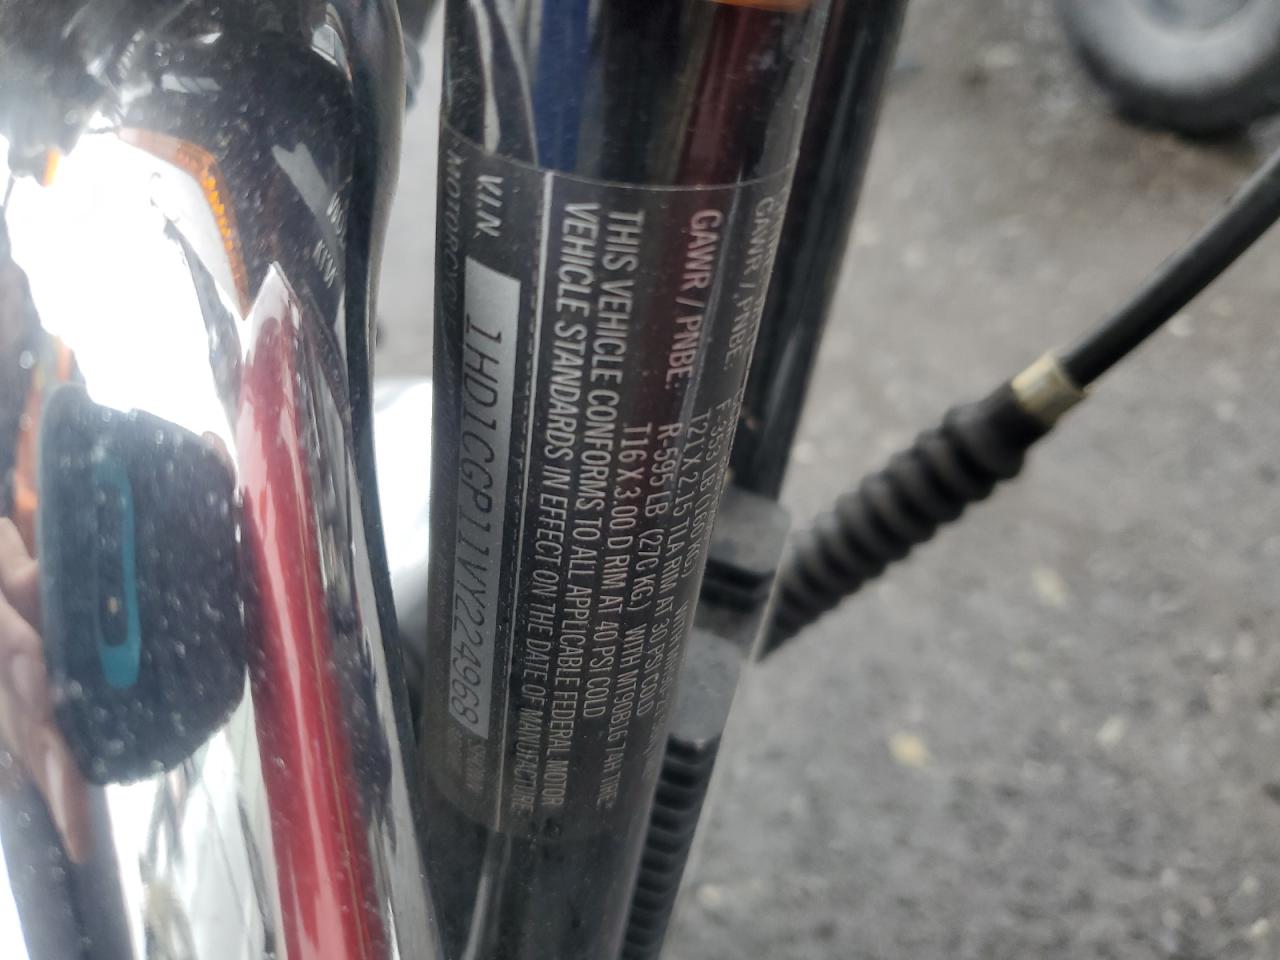 GAWR / PNBE:
F-353 LB (160 KG)
T21 X 2.15 TLA RIM AT 30 PSI COLD
GAWR / PNBE:
R-595 LB (270 KG) WITH MT90B16 74H TIRE
T16 X 3.00 D RIM AT 40 PSI COLD
THIS VEHICLE CONFORMS TO ALL APPLICABLE FEDERAL MOTOR
VEHICLE STANDARDS IN EFFECT ON THE DATE OF MANUFACTURE
V.I.N. 1HD1CGP11VY224968